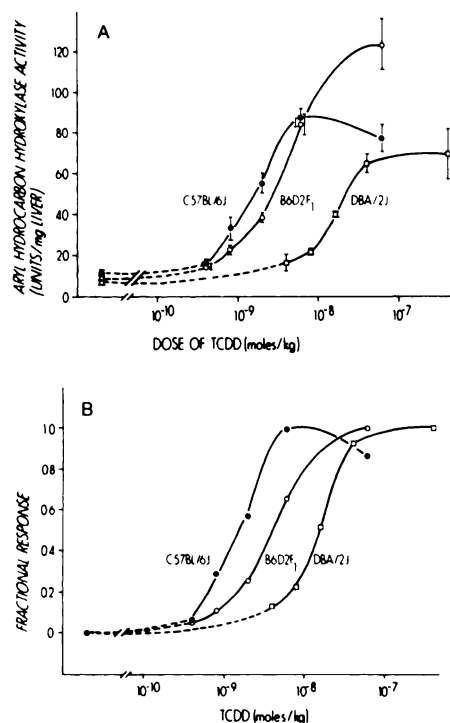 A
ARYL HYDROCARBON HYDROXYLASE ACTIVITY
(UNITS/mg LIVER)
120
100
80
60
40
20
0
C57BL/6J
B6D2F1
DBA/2J
10-10
10-9
10-8
10-7
DOSE OF TCDD (moles/kg)
B
FRACTIONAL RESPONSE
1.0
0.8
0.6
0.4
0.2
0
C57BL/6J
B6D2F1
DBA/2J
10-10
10-9
10-8
10-7
TCDD
moles/kg